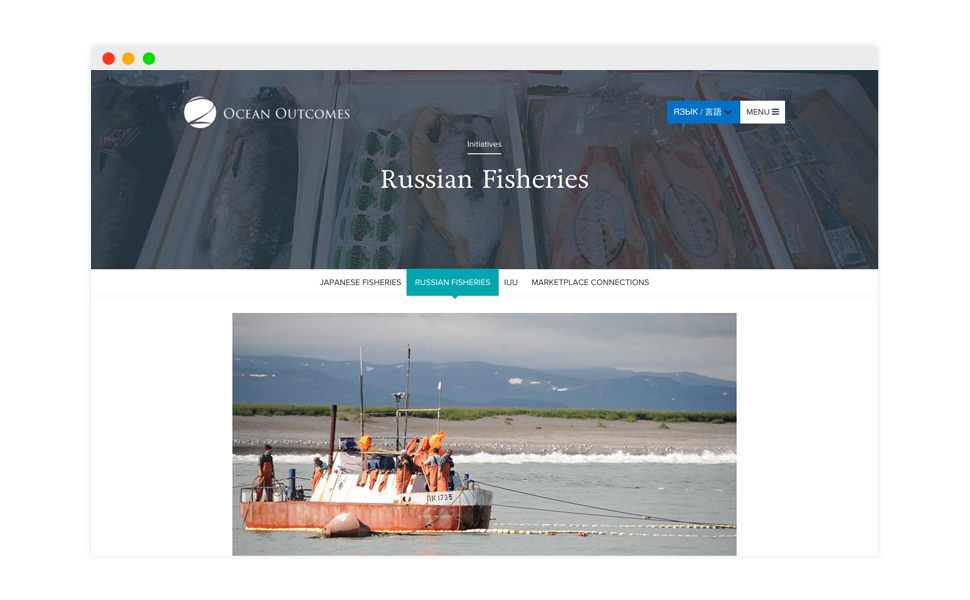 OCEAN OUTCOMES
ЯЗЫК / 言語
MENU
Initiatives
Russian Fisheries
JAPANESE FISHERIES
RUSSIAN FISHERIES
IUU
MARKETPLACE CONNECTIONS
ПК1735